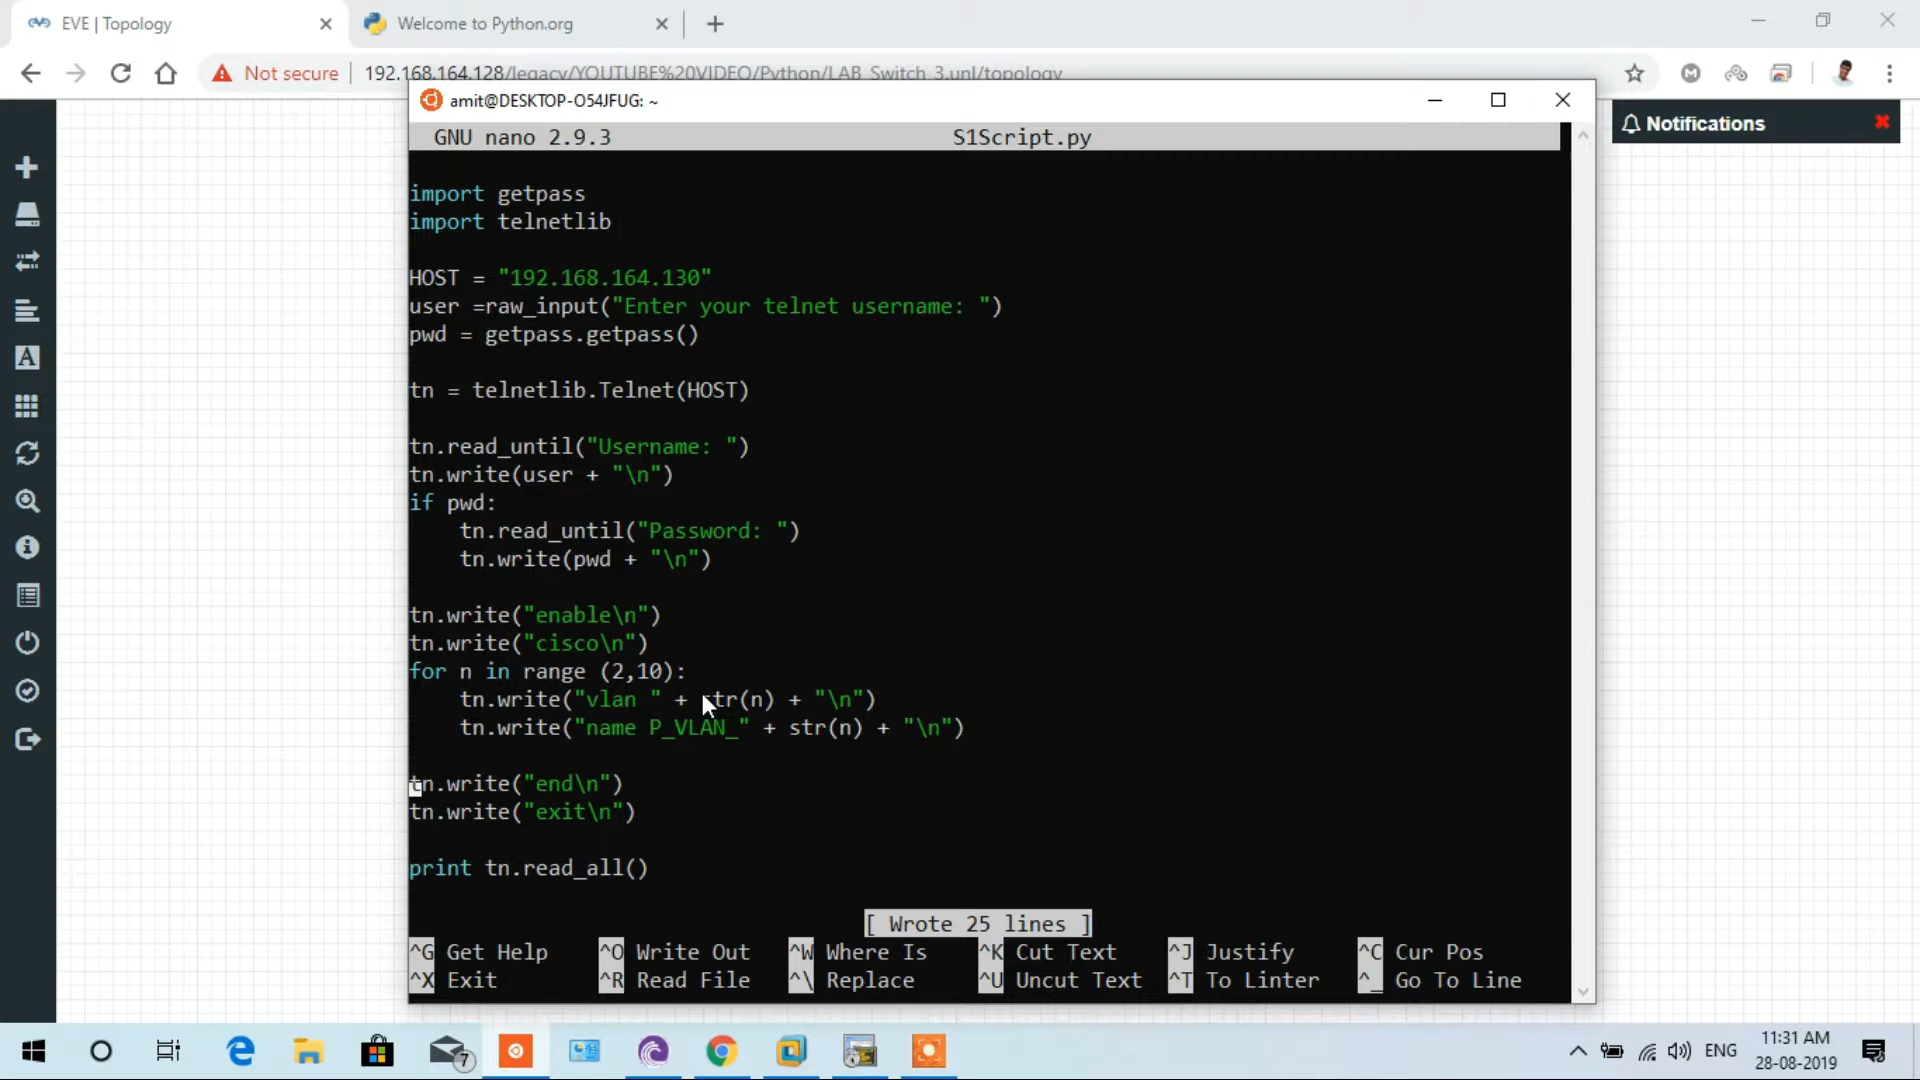 EVE | Topology
Welcome to Python.org
Not secure
192.168.164.128/legacy/YOUTUBE%20VIDEO/Python/LAB_Switch_3.unl/topology
amit@DESKTOP-O54JFUG: ~
Notifications
GNU nano 2.9.3
S1Script.py
import getpass
import telnetlib
HOST = "192.168.164.130"
user =raw_input("Enter your telnet username: ")
pwd = getpass.getpass()
tn = telnetlib.Telnet(HOST)
tn.read_until("Username: ")
tn.write(user + "\n")
if pwd:
    tn.read_until("Password: ")
    tn.write(pwd + "\n")
tn.write("enable\n")
tn.write("cisco\n")
for n in range (2,10):
    tn.write("vlan " + str(n) + "\n")
    tn.write("name P_VLAN_" + str(n) + "\n")
tn.write("end\n")
tn.write("exit\n")
print tn.read_all()
[ Wrote 25 lines ]
^G Get Help ^O Write Out ^W Where Is ^K Cut Text ^J Justify ^C Cur Pos
^X Exit ^R Read File ^\ Replace ^U Uncut Text ^T To Linter ^_ Go To Line
7
ENG
11:31 AM
28-08-2019